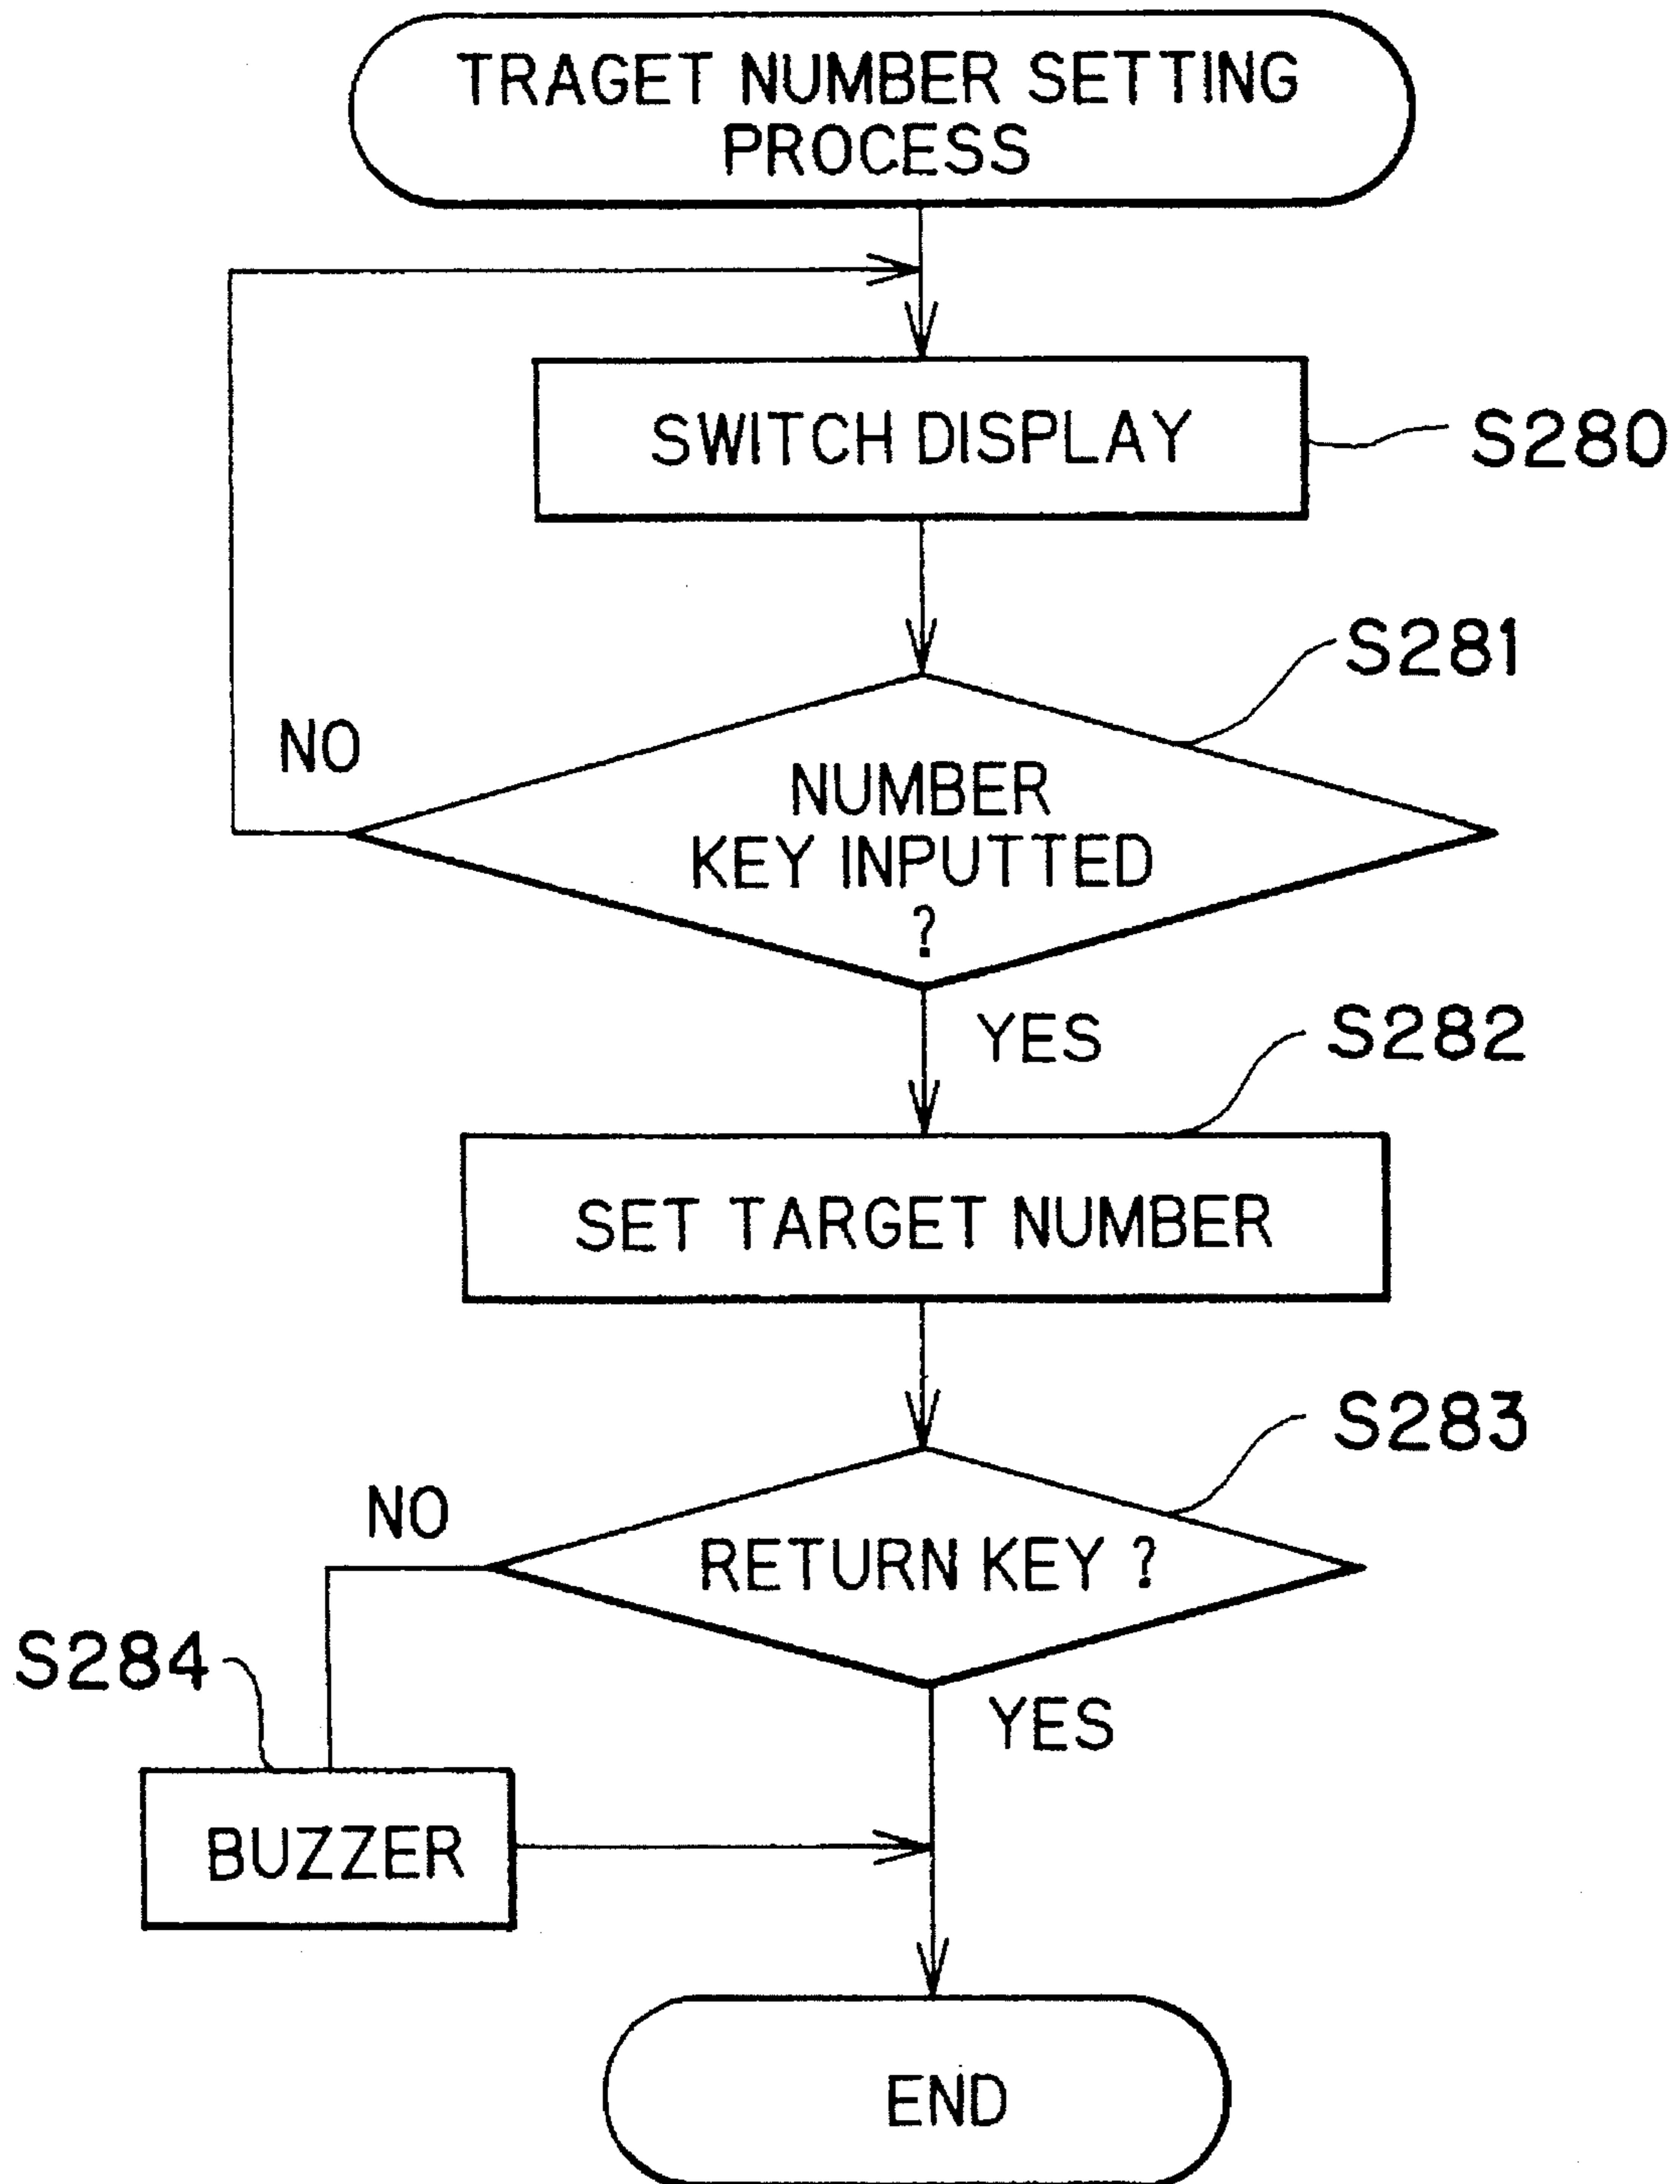 TRAGET NUMBER SETTING
PROCESS
SWITCH DISPLAY
S280
S281
NO
NUMBER
KEY INPUTTED
?
YES
S282
SET TARGET NUMBER
S283
NO
RETURN KEY ?
S284
YES
BUZZER
END